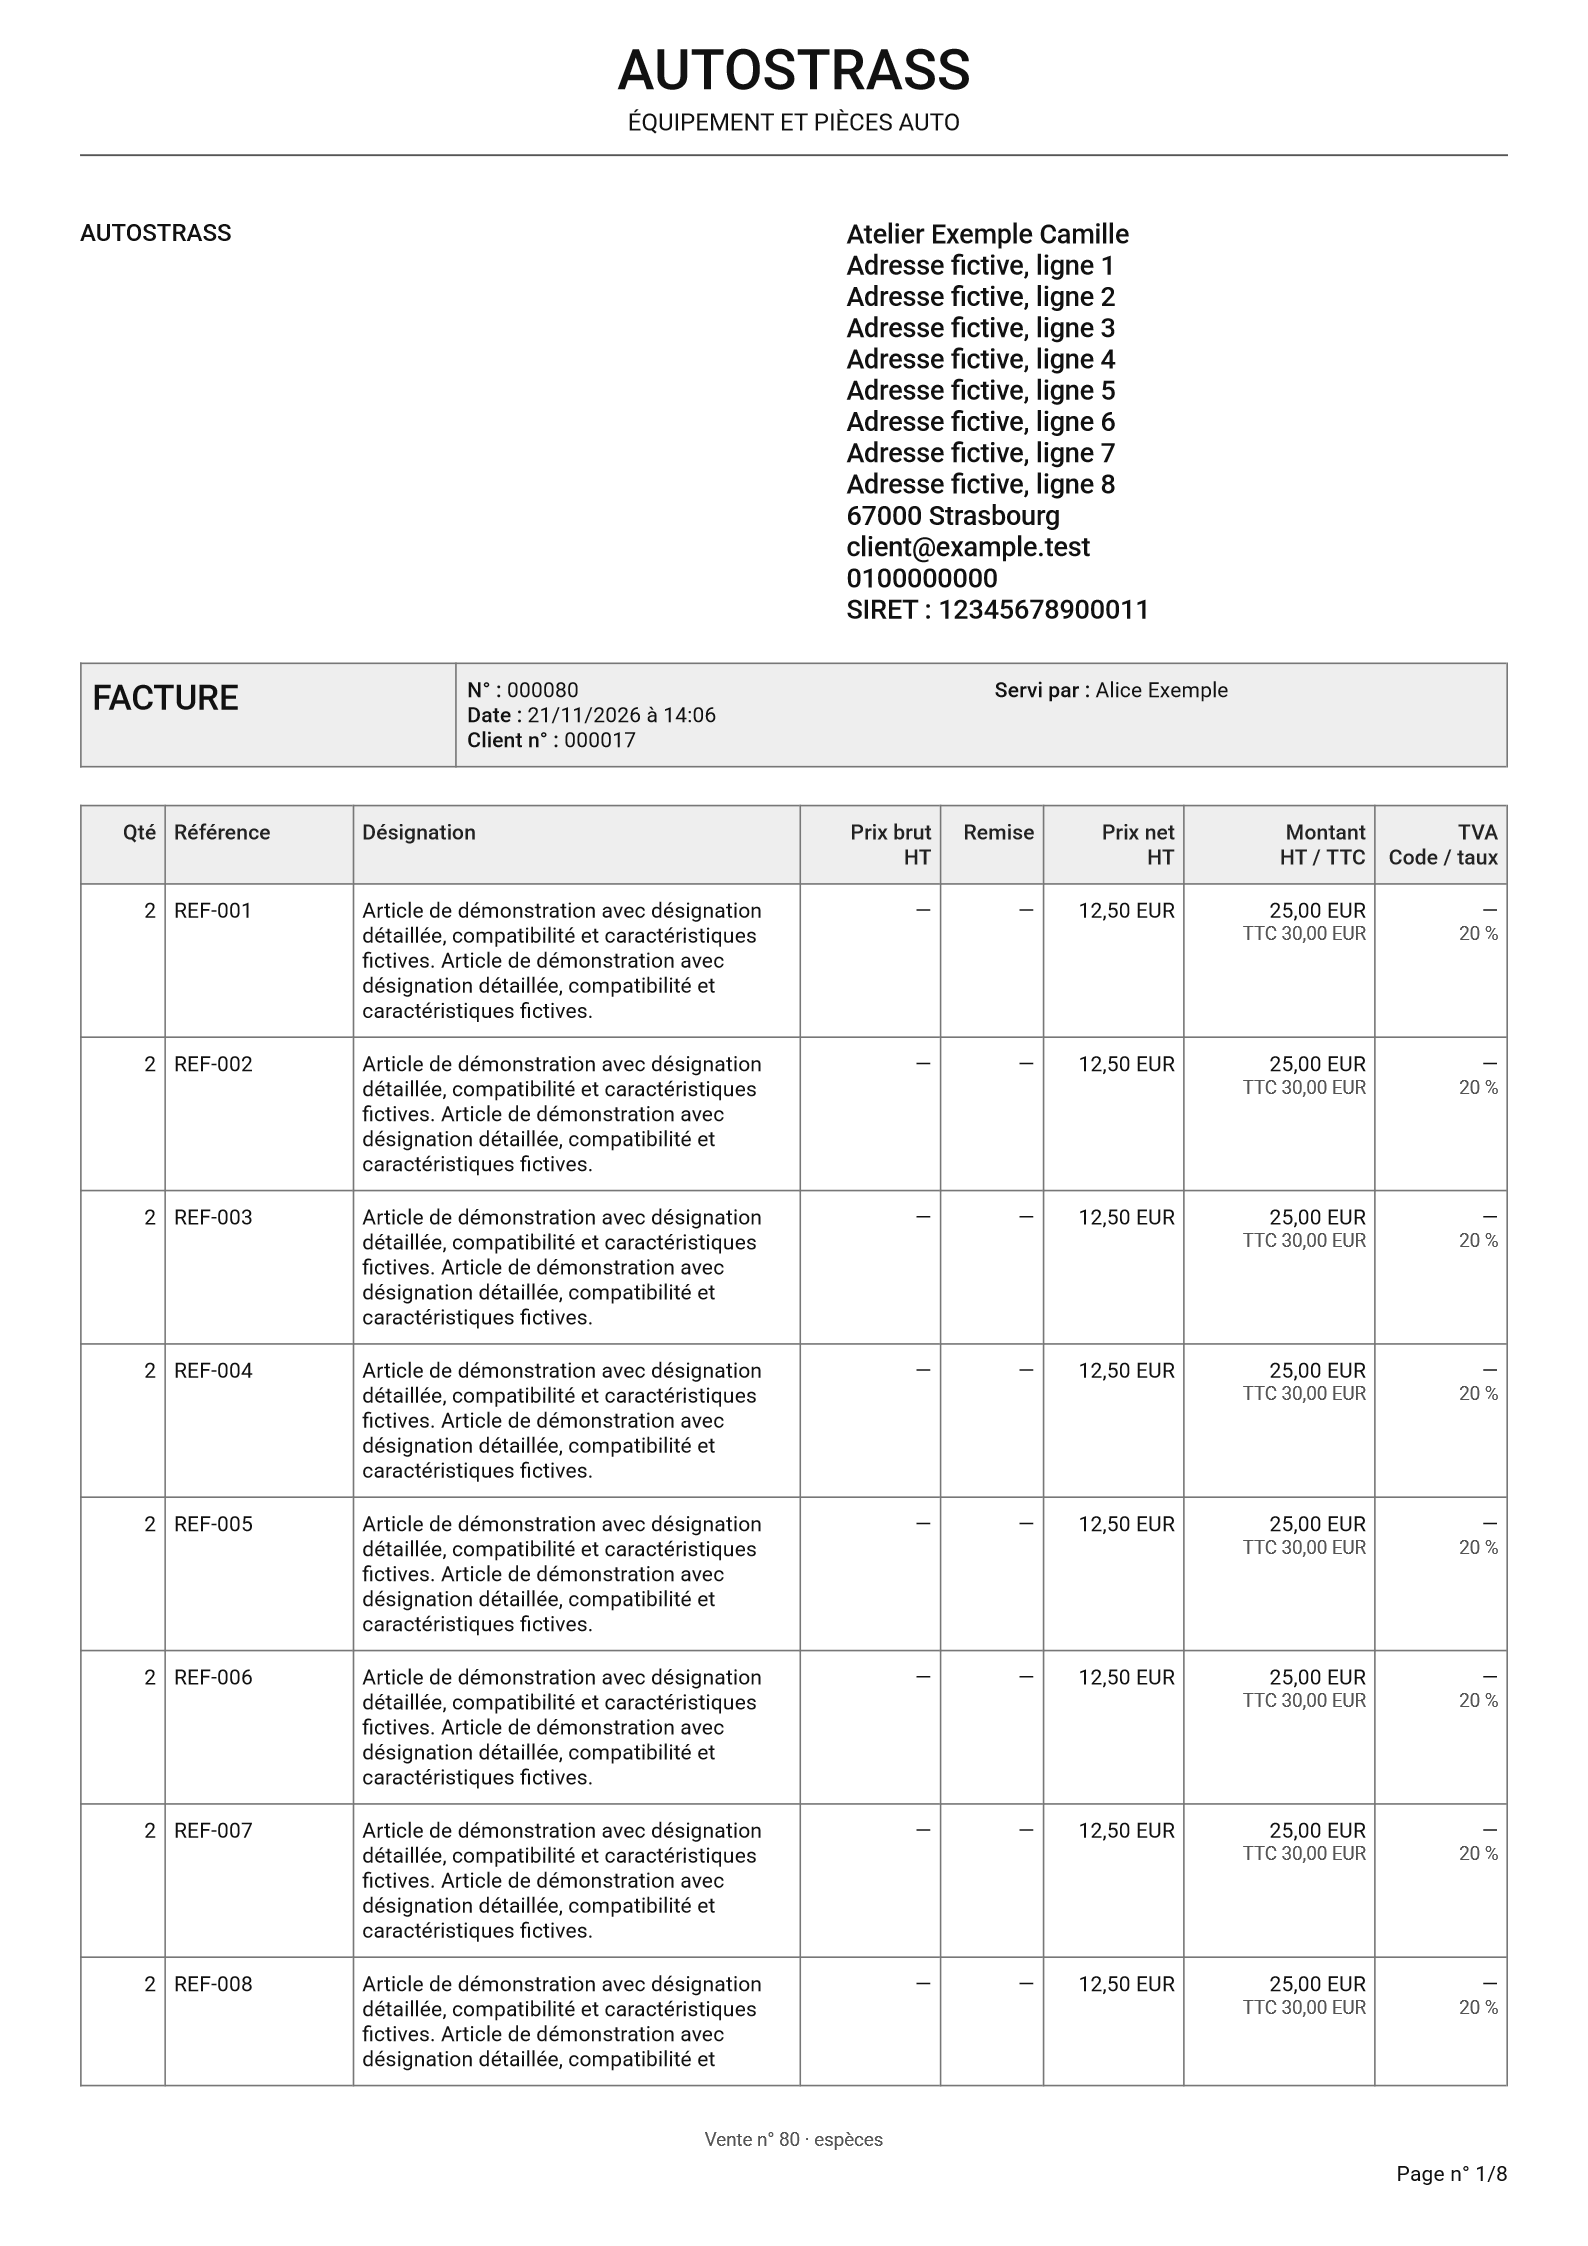 AUTOSTRASS
ÉQUIPEMENT ET PIÈCES AUTO
AUTOSTRASS
Atelier Exemple Camille
Adresse fictive, ligne 1
Adresse fictive, ligne 2
Adresse fictive, ligne 3
Adresse fictive, ligne 4
Adresse fictive, ligne 5
Adresse fictive, ligne 6
Adresse fictive, ligne 7
Adresse fictive, ligne 8
67000 Strasbourg
client@example.test
0100000000
SIRET : 12345678900011
FACTURE
N° : 000080
Date : 21/11/2026 à 14:06
Client n° : 000017
Servi par : Alice Exemple
Qté Référence Désignation Prix brut Remise Prix net Montant TVA
HT HT HT / TTC Code / taux
2 REF-001 Article de démonstration avec désignation — — 12,50 EUR 25,00 EUR —
détaillée, compatibilité et caractéristiques TTC 30,00 EUR 20 %
fictives. Article de démonstration avec
désignation détaillée, compatibilité et
caractéristiques fictives.
2 REF-002 Article de démonstration avec désignation — — 12,50 EUR 25,00 EUR —
détaillée, compatibilité et caractéristiques TTC 30,00 EUR 20 %
fictives. Article de démonstration avec
désignation détaillée, compatibilité et
caractéristiques fictives.
2 REF-003 Article de démonstration avec désignation — — 12,50 EUR 25,00 EUR —
détaillée, compatibilité et caractéristiques TTC 30,00 EUR 20 %
fictives. Article de démonstration avec
désignation détaillée, compatibilité et
caractéristiques fictives.
2 REF-004 Article de démonstration avec désignation — — 12,50 EUR 25,00 EUR —
détaillée, compatibilité et caractéristiques TTC 30,00 EUR 20 %
fictives. Article de démonstration avec
désignation détaillée, compatibilité et
caractéristiques fictives.
2 REF-005 Article de démonstration avec désignation — — 12,50 EUR 25,00 EUR —
détaillée, compatibilité et caractéristiques TTC 30,00 EUR 20 %
fictives. Article de démonstration avec
désignation détaillée, compatibilité et
caractéristiques fictives.
2 REF-006 Article de démonstration avec désignation — — 12,50 EUR 25,00 EUR —
détaillée, compatibilité et caractéristiques TTC 30,00 EUR 20 %
fictives. Article de démonstration avec
désignation détaillée, compatibilité et
caractéristiques fictives.
2 REF-007 Article de démonstration avec désignation — — 12,50 EUR 25,00 EUR —
détaillée, compatibilité et caractéristiques TTC 30,00 EUR 20 %
fictives. Article de démonstration avec
désignation détaillée, compatibilité et
caractéristiques fictives.
2 REF-008 Article de démonstration avec désignation — — 12,50 EUR 25,00 EUR —
détaillée, compatibilité et caractéristiques TTC 30,00 EUR 20 %
fictives. Article de démonstration avec
désignation détaillée, compatibilité et
Vente n° 80 · espèces
Page n° 1/8